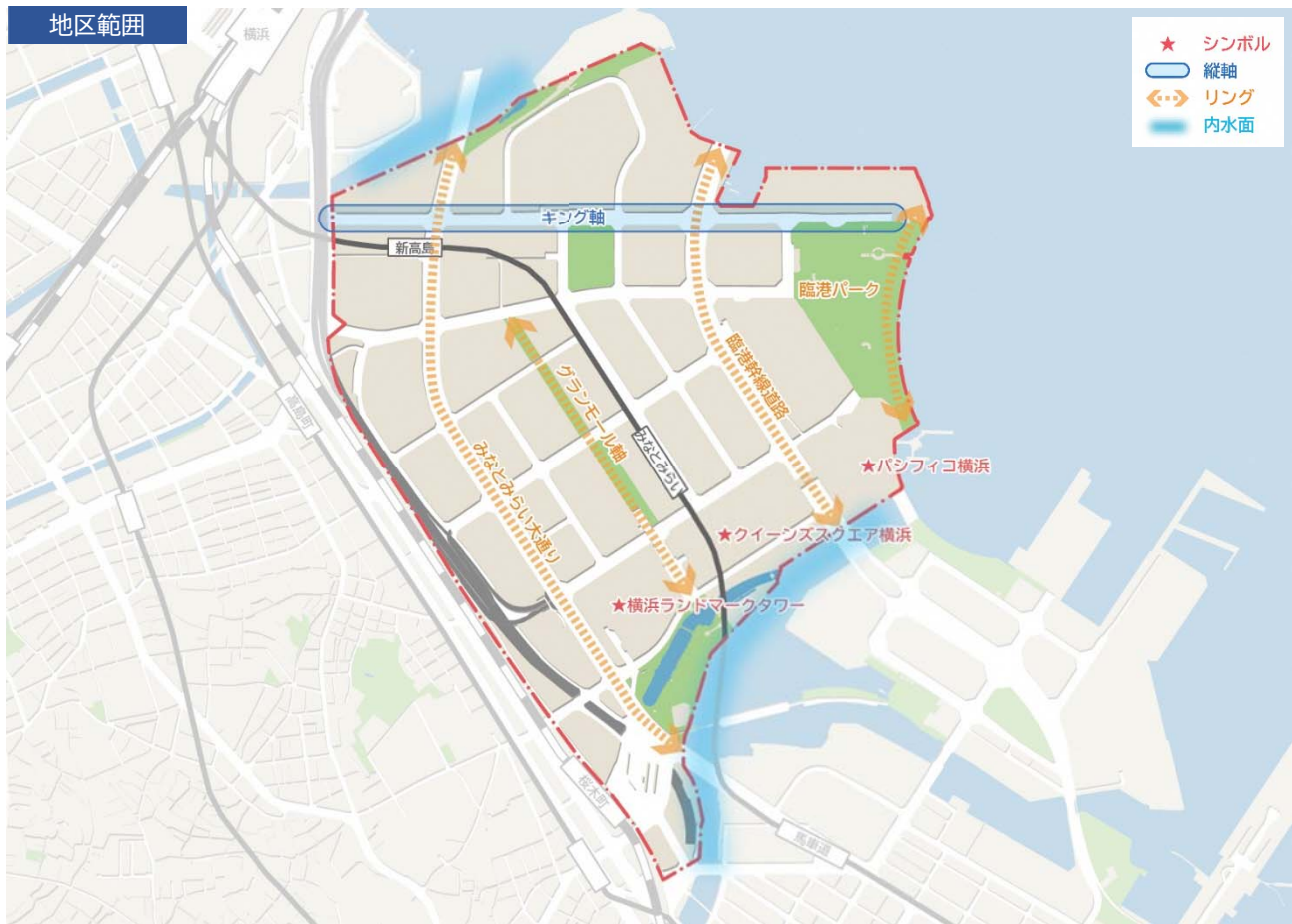 地区範囲
横浜
シンボル
縦軸
リング
内水面
キング軸
新高島
臨港パーク
臨港幹線道路
グランモール軸
高島町
みなとみらい
みなとみらい大通り
★パシフィコ横浜
★クイーンズスクエア横浜
★横浜ランドマークタワー
桜木町
馬車道